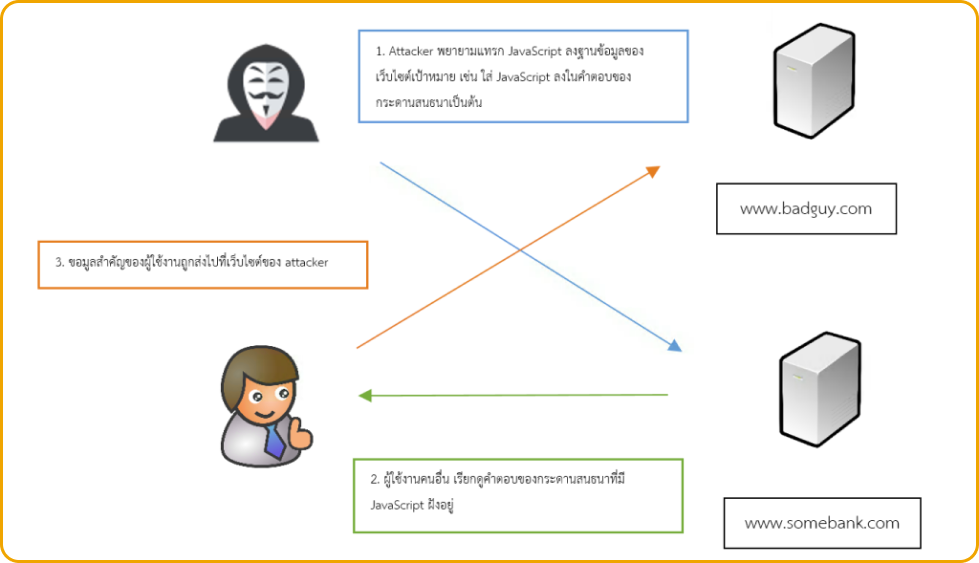 1. Attacker พยายามแทรก JavaScript ลงฐานข้อมูลของ
เว็บไซต์เป้าหมาย เช่น ใส่ JavaScript ลงในคำตอบของ
กระดานสนธนาเป็นต้น
www.badguy.com
3. ขอมูลสำคัญของผู้ใช้งานถูกส่งไปที่เว็บไซต์ของ attacker
2. ผู้ใช้งานคนอื่น เรียกดูคำตอบของกระดานสนธนาที่มี
JavaScript ฝังอยู่
www.somebank.com